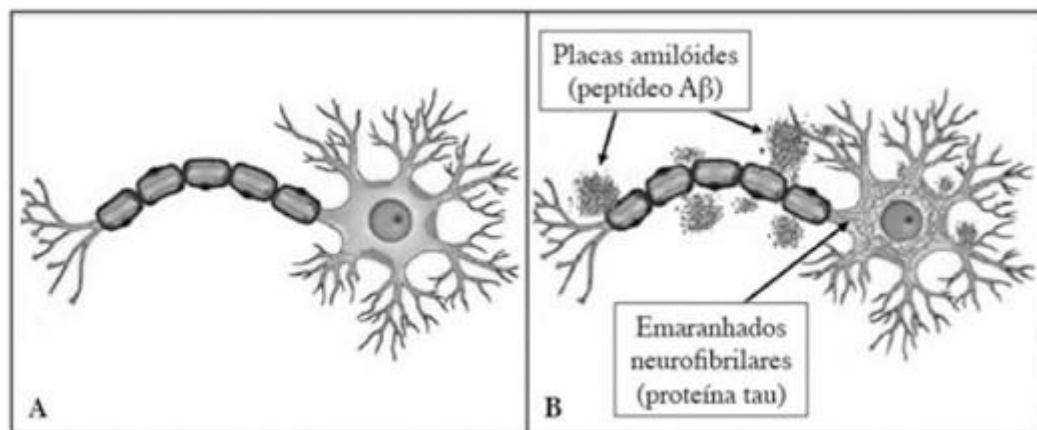 Placas amilóides
(peptídeo Aβ)
Emaranhados
neurofibrilares
(proteína tau)
A
B